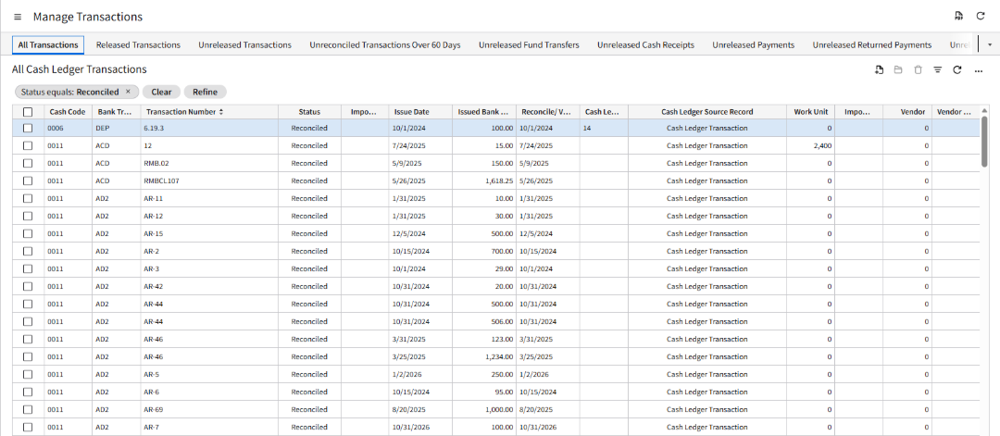 Manage Transactions
All Transactions Released Transactions Unreleased Transactions Unreconciled Transactions Over 60 Days Unreleased Fund Transfers Unreleased Cash Receipts Unreleased Payments Unreleased Returned Payments Unrel
All Cash Ledger Transactions
Status equals: Reconciled × Clear Refine
Cash Code Bank Tr... Transaction Number Status Impo... Issue Date Issued Bank ... Reconcile/ V... Cash Le... Cash Ledger Source Record Work Unit Impo... Vendor Vendor ...
0006 DEP 6.19.3 Reconciled 10/1/2024 100.00 10/1/2024 14 Cash Ledger Transaction 0 0
0011 ACD 12 Reconciled 7/24/2025 15.00 7/24/2025 Cash Ledger Transaction 2,400 0
0011 ACD RMB.02 Reconciled 5/9/2025 150.00 5/9/2025 Cash Ledger Transaction 0 0
0011 ACD RMBCL107 Reconciled 5/26/2025 1,618.25 5/26/2025 Cash Ledger Transaction 0 0
0011 AD2 AR-11 Reconciled 1/31/2025 10.00 1/31/2025 Cash Ledger Transaction 0 0
0011 AD2 AR-12 Reconciled 1/31/2025 30.00 1/31/2025 Cash Ledger Transaction 0 0
0011 AD2 AR-15 Reconciled 12/5/2024 500.00 12/5/2024 Cash Ledger Transaction 0 0
0011 AD2 AR-2 Reconciled 10/15/2024 700.00 10/15/2024 Cash Ledger Transaction 0 0
0011 AD2 AR-3 Reconciled 10/1/2024 29.00 10/1/2024 Cash Ledger Transaction 0 0
0011 AD2 AR-42 Reconciled 10/31/2024 20.00 10/31/2024 Cash Ledger Transaction 0 0
0011 AD2 AR-44 Reconciled 10/31/2024 500.00 10/31/2024 Cash Ledger Transaction 0 0
0011 AD2 AR-44 Reconciled 10/31/2024 506.00 10/31/2024 Cash Ledger Transaction 0 0
0011 AD2 AR-46 Reconciled 3/31/2025 123.00 3/31/2025 Cash Ledger Transaction 0 0
0011 AD2 AR-46 Reconciled 3/25/2025 1,234.00 3/25/2025 Cash Ledger Transaction 0 0
0011 AD2 AR-5 Reconciled 1/2/2026 250.00 1/2/2026 Cash Ledger Transaction 0 0
0011 AD2 AR-6 Reconciled 10/15/2024 95.00 10/15/2024 Cash Ledger Transaction 0 0
0011 AD2 AR-69 Reconciled 8/20/2025 1,000.00 8/20/2025 Cash Ledger Transaction 0 0
0011 AD2 AR-7 Reconciled 10/31/2026 100.00 10/31/2026 Cash Ledger Transaction 0 0